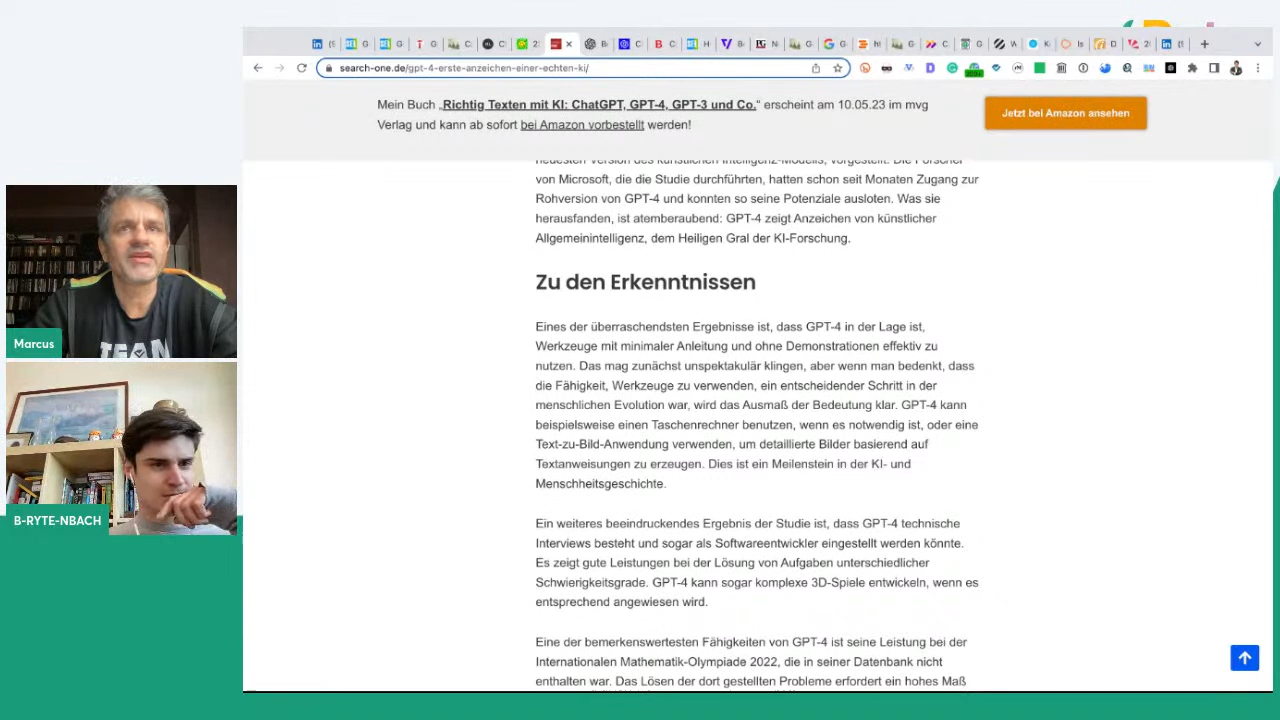 search-one.de/gpt-4-erste-anzeichen-einer-echten-ki/
Mein Buch „Richtig Texten mit KI: ChatGPT, GPT-4, GPT-3 und Co.“ erscheint am 10.05.23 im mvg
Verlag und kann ab sofort bei Amazon vorbestellt werden!
Jetzt bei Amazon ansehen
neuesten Version des künstlichen Intelligenz-Modells, vorgestellt. Die Forscher
von Microsoft, die die Studie durchführten, hatten schon seit Monaten Zugang zur
Rohversion von GPT-4 und konnten so seine Potenziale ausloten. Was sie
herausfanden, ist atemberaubend: GPT-4 zeigt Anzeichen von künstlicher
Allgemeinintelligenz, dem Heiligen Gral der KI-Forschung.
Zu den Erkenntnissen
Eines der überraschendsten Ergebnisse ist, dass GPT-4 in der Lage ist,
Werkzeuge mit minimaler Anleitung und ohne Demonstrationen effektiv zu
nutzen. Das mag zunächst unspektakulär klingen, aber wenn man bedenkt, dass
die Fähigkeit, Werkzeuge zu verwenden, ein entscheidender Schritt in der
menschlichen Evolution war, wird das Ausmaß der Bedeutung klar. GPT-4 kann
beispielsweise einen Taschenrechner benutzen, wenn es notwendig ist, oder eine
Text-zu-Bild-Anwendung verwenden, um detaillierte Bilder basierend auf
Textanweisungen zu erzeugen. Dies ist ein Meilenstein in der KI- und
Menschheitsgeschichte.
Ein weiteres beeindruckendes Ergebnis der Studie ist, dass GPT-4 technische
Interviews besteht und sogar als Softwareentwickler eingestellt werden könnte.
Es zeigt gute Leistungen bei der Lösung von Aufgaben unterschiedlicher
Schwierigkeitsgrade. GPT-4 kann sogar komplexe 3D-Spiele entwickeln, wenn es
entsprechend angewiesen wird.
Eine der bemerkenswertesten Fähigkeiten von GPT-4 ist seine Leistung bei der
Internationalen Mathematik-Olympiade 2022, die in seiner Datenbank nicht
enthalten war. Das Lösen der dort gestellten Probleme erfordert ein hohes Maß
Marcus
TEAM
B-RYTE-NBACH